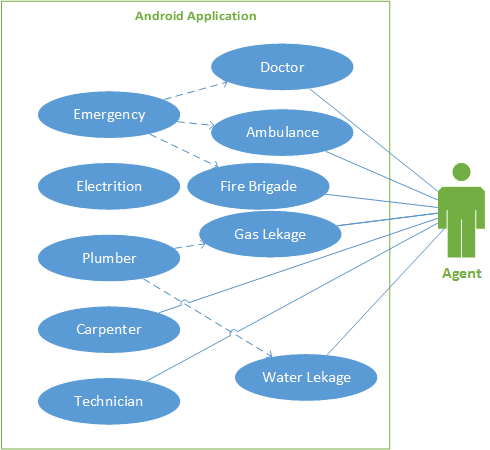 Android Application
Doctor
Emergency
Ambulance
Electrition
Fire Brigade
Gas Lekage
Plumber
Agent
Carpenter
Water Lekage
Technician